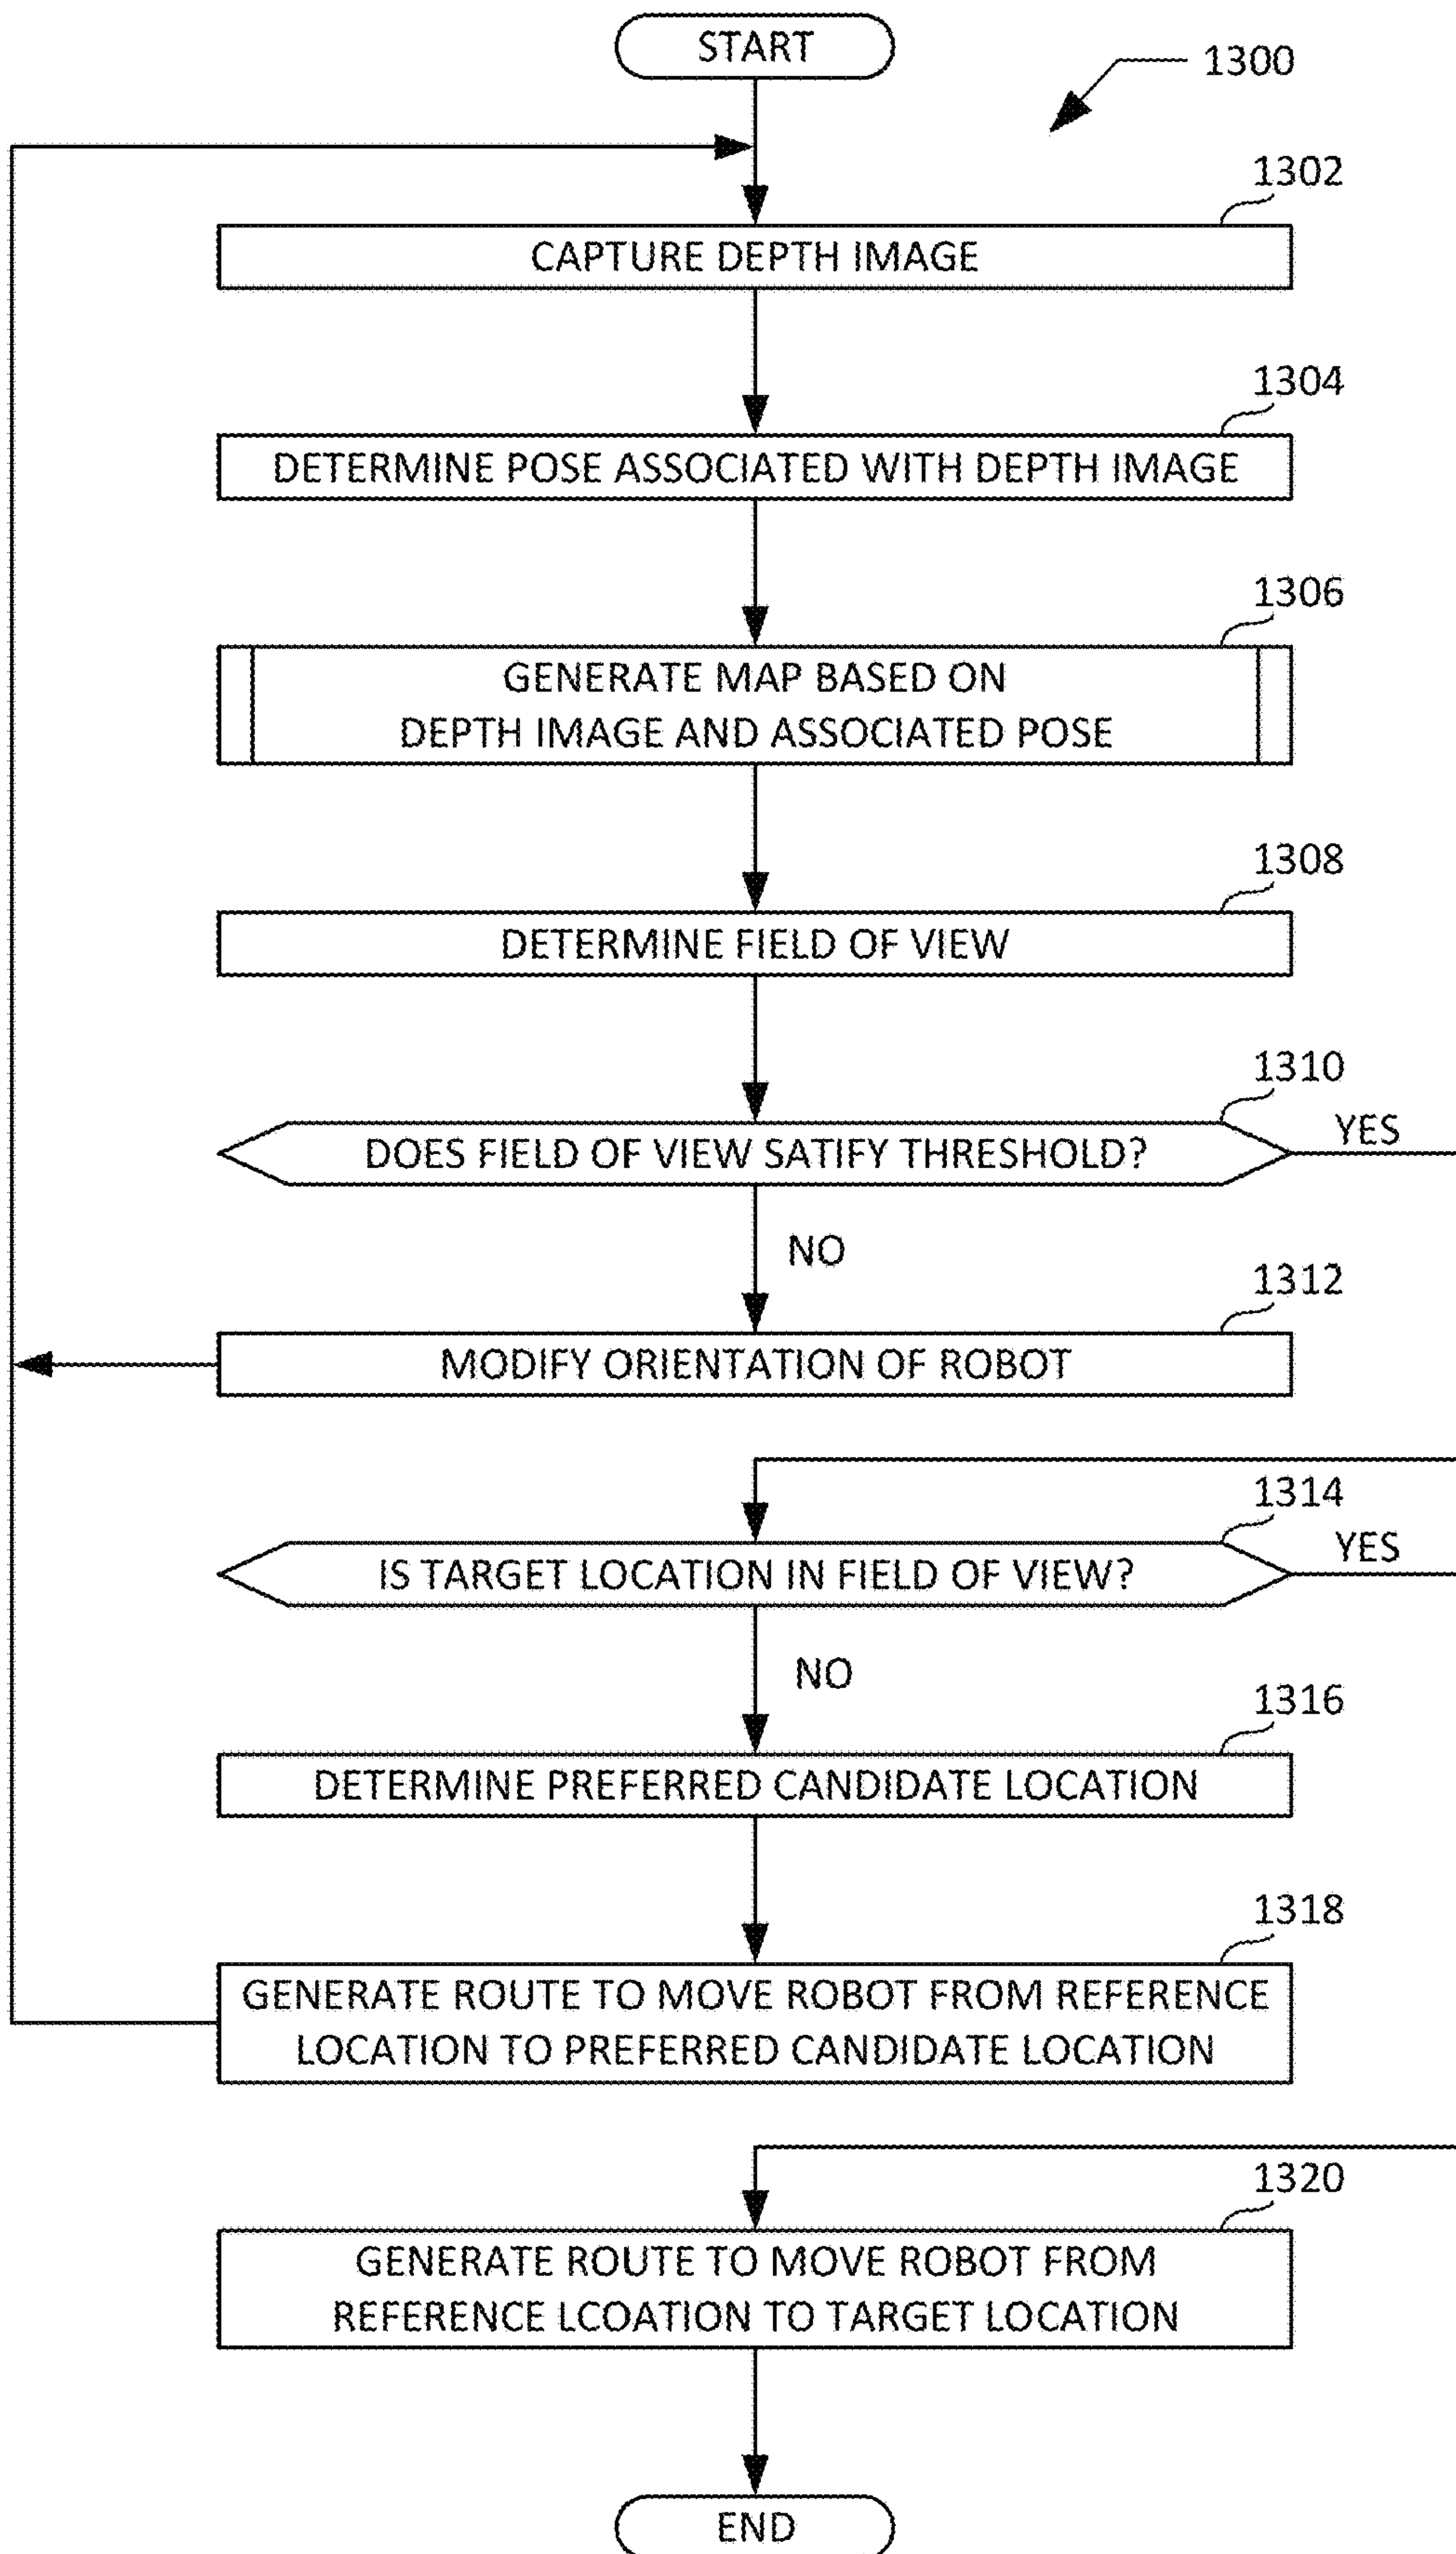 START
1300
1302
CAPTURE DEPTH IMAGE
1304
DETERMINE POSE ASSOCIATED WITH DEPTH IMAGE
1306
GENERATE MAP BASED ON
DEPTH IMAGE AND ASSOCIATED POSE
1308
DETERMINE FIELD OF VIEW
1310
DOES FIELD OF VIEW SATIFY THRESHOLD?
YES
NO
1312
MODIFY ORIENTATION OF ROBOT
1314
IS TARGET LOCATION IN FIELD OF VIEW?
YES
NO
1316
DETERMINE PREFERRED CANDIDATE LOCATION
1318
GENERATE ROUTE TO MOVE ROBOT FROM REFERENCE
LOCATION TO PREFERRED CANDIDATE LOCATION
1320
GENERATE ROUTE TO MOVE ROBOT FROM
REFERENCE LCOATION TO TARGET LOCATION
END